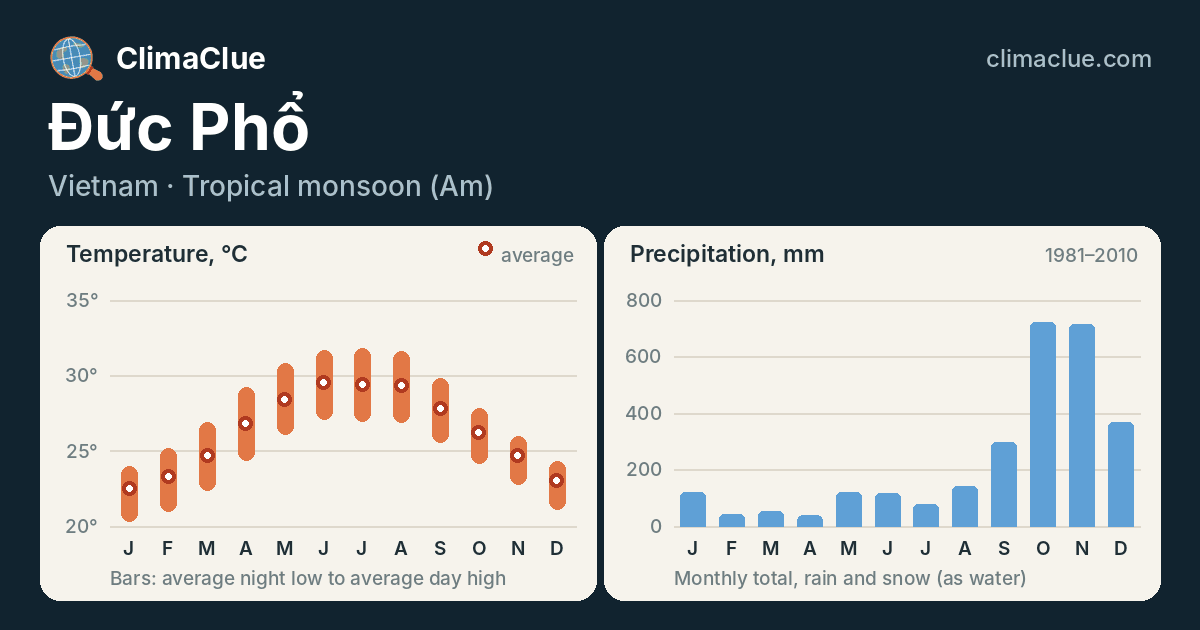 ClimaClue
climaclue.com
Đức Phổ
Vietnam · Tropical monsoon (Am)
Temperature, °C
average
35°
30°
25°
20°
J F M A M J J A S O N D
Bars: average night low to average day high
Precipitation, mm
1981–2010
800
600
400
200
0
J F M A M J J A S O N D
Monthly total, rain and snow (as water)